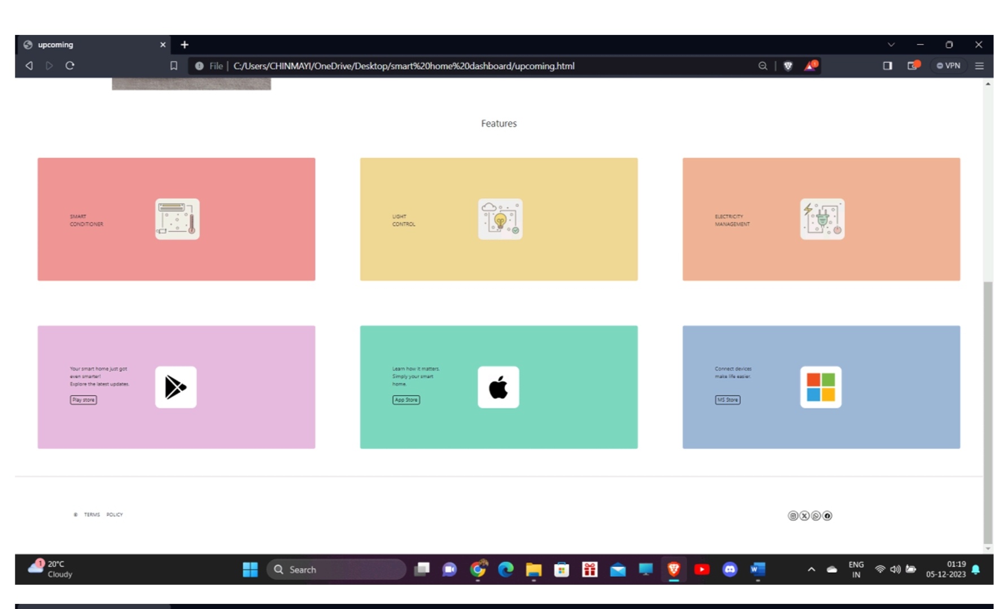 upcoming
File C:/Users/CHINMAYI/OneDrive/Desktop/smart%20home%20dashboard/upcoming.html
VPN
Features
SMART
CONDITIONER
LIGHT
CONTROL
ELECTRICITY
MANAGEMENT
Your smart home just got
even smarter!
Explore the latest updates.
Play store
Learn how it matters.
Simply your smart
home.
App Store
Connect devices
make life easier.
MS Store
© TERMS POLICY
1
20°C
Cloudy
Search
ENG
IN
01:19
05-12-2023